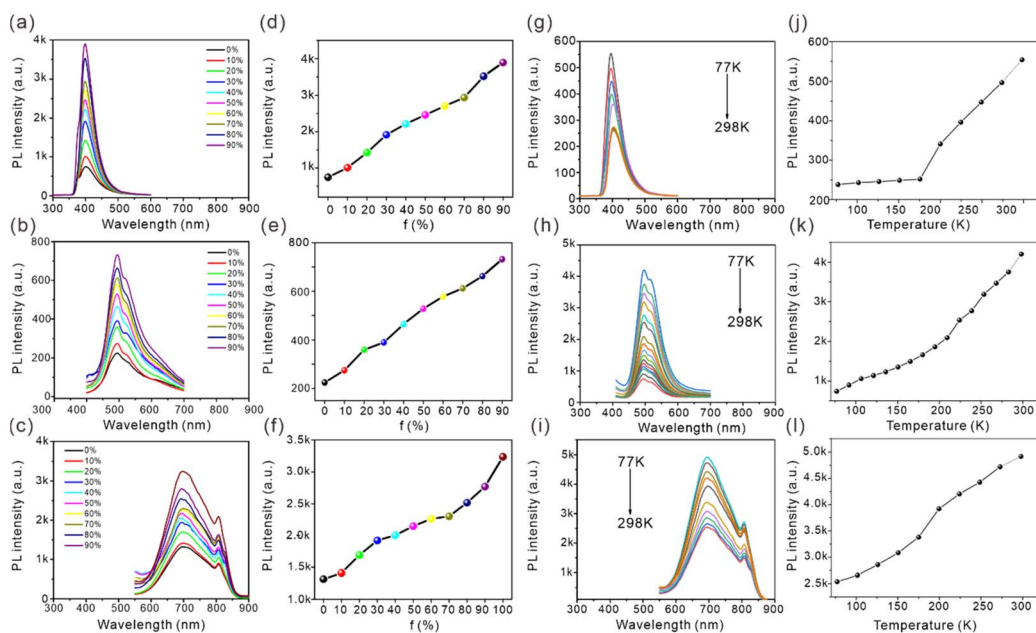 (a)
PL intensity (a.u.)
4k
3k
2k
1k
0
0%
10%
20%
30%
40%
50%
60%
70%
80%
90%
300 400 500 600 700 800 900
Wavelength (nm)
(d)
PL intensity (a.u.)
4k
3k
2k
1k
0 10 20 30 40 50 60 70 80 90
f (%)
(g)
PL intensity (a.u.)
600
500
400
300
200
100
0
77K
298K
300 400 500 600 700 800 900
Wavelength (nm)
(j)
PL intensity (a.u.)
600
550
500
450
400
350
300
250
200
100 150 200 250 300
Temperature (K)
(b)
PL intensity (a.u.)
800
600
400
200
0
0%
10%
20%
30%
40%
50%
60%
70%
80%
90%
300 400 500 600 700 800 900
Wavelength (nm)
(e)
PL intensity (a.u.)
800
600
400
200
0 10 20 30 40 50 60 70 80 90
f (%)
(h)
PL intensity (a.u.)
5k
4k
3k
2k
1k
77K
298K
300 400 500 600 700 800 900
Wavelength (nm)
(k)
PL intensity (a.u.)
4k
3k
2k
1k
100 150 200 250 300
Temperature (K)
(c)
PL intensity (a.u.)
4k
3k
2k
1k
0
0%
10%
20%
30%
40%
50%
60%
70%
80%
90%
300 400 500 600 700 800 900
Wavelength (nm)
(f)
PL intensity (a.u.)
3.5k
3.0k
2.5k
2.0k
1.5k
1.0k
0 10 20 30 40 50 60 70 80 90 100
f (%)
(i)
PL intensity (a.u.)
5k
4k
3k
2k
1k
77K
298K
300 400 500 600 700 800 900
Wavelength (nm)
(l)
PL intensity (a.u.)
5.0k
4.5k
4.0k
3.5k
3.0k
2.5k
100 150 200 250 300
Temperature (K)